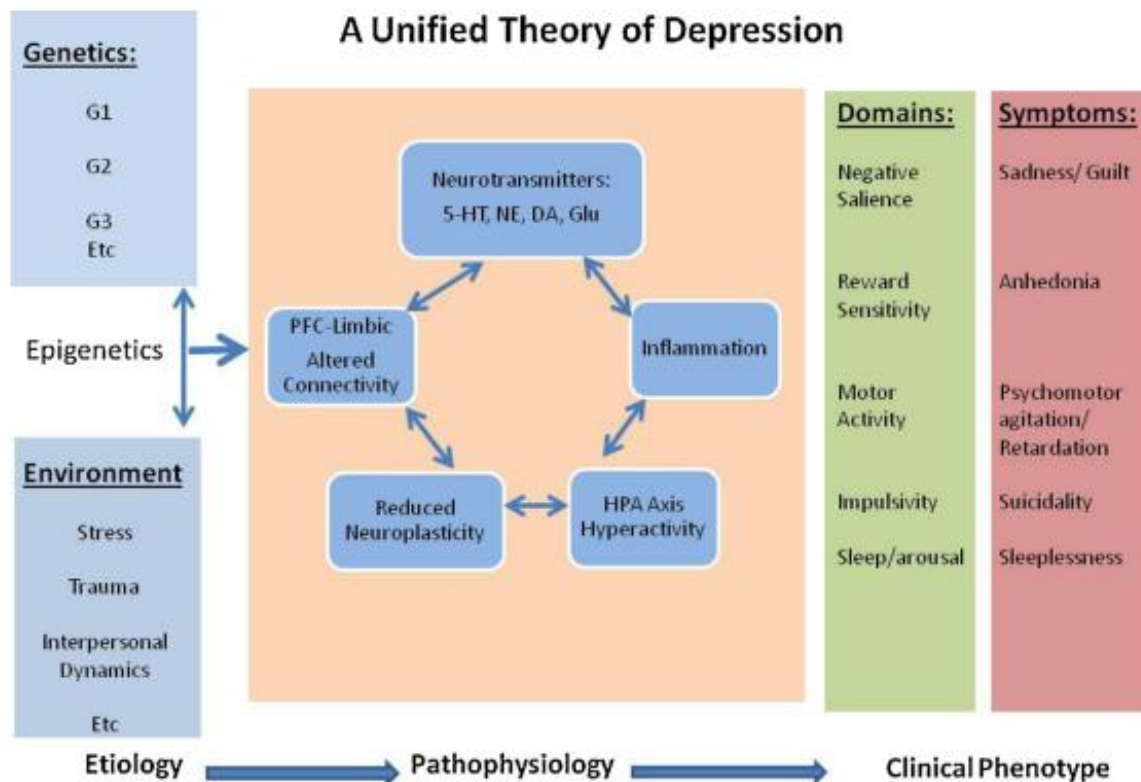 A Unified Theory of Depression
Genetics:
G1
G2
G3
Etc
Epigenetics
Environment
Stress
Trauma
Interpersonal
Dynamics
Etc
Neurotransmitters:
5-HT, NE, DA, Glu
PFC-Limbic
Altered
Connectivity
Inflammation
Reduced
Neuroplasticity
HPA Axis
Hyperactivity
Domains:
Negative
Salience
Reward
Sensitivity
Motor
Activity
Impulsivity
Sleep/arousal
Symptoms:
Sadness/ Guilt
Anhedonia
Psychomotor
agitation/
Retardation
Suicidality
Sleeplessness
Etiology
Pathophysiology
Clinical Phenotype